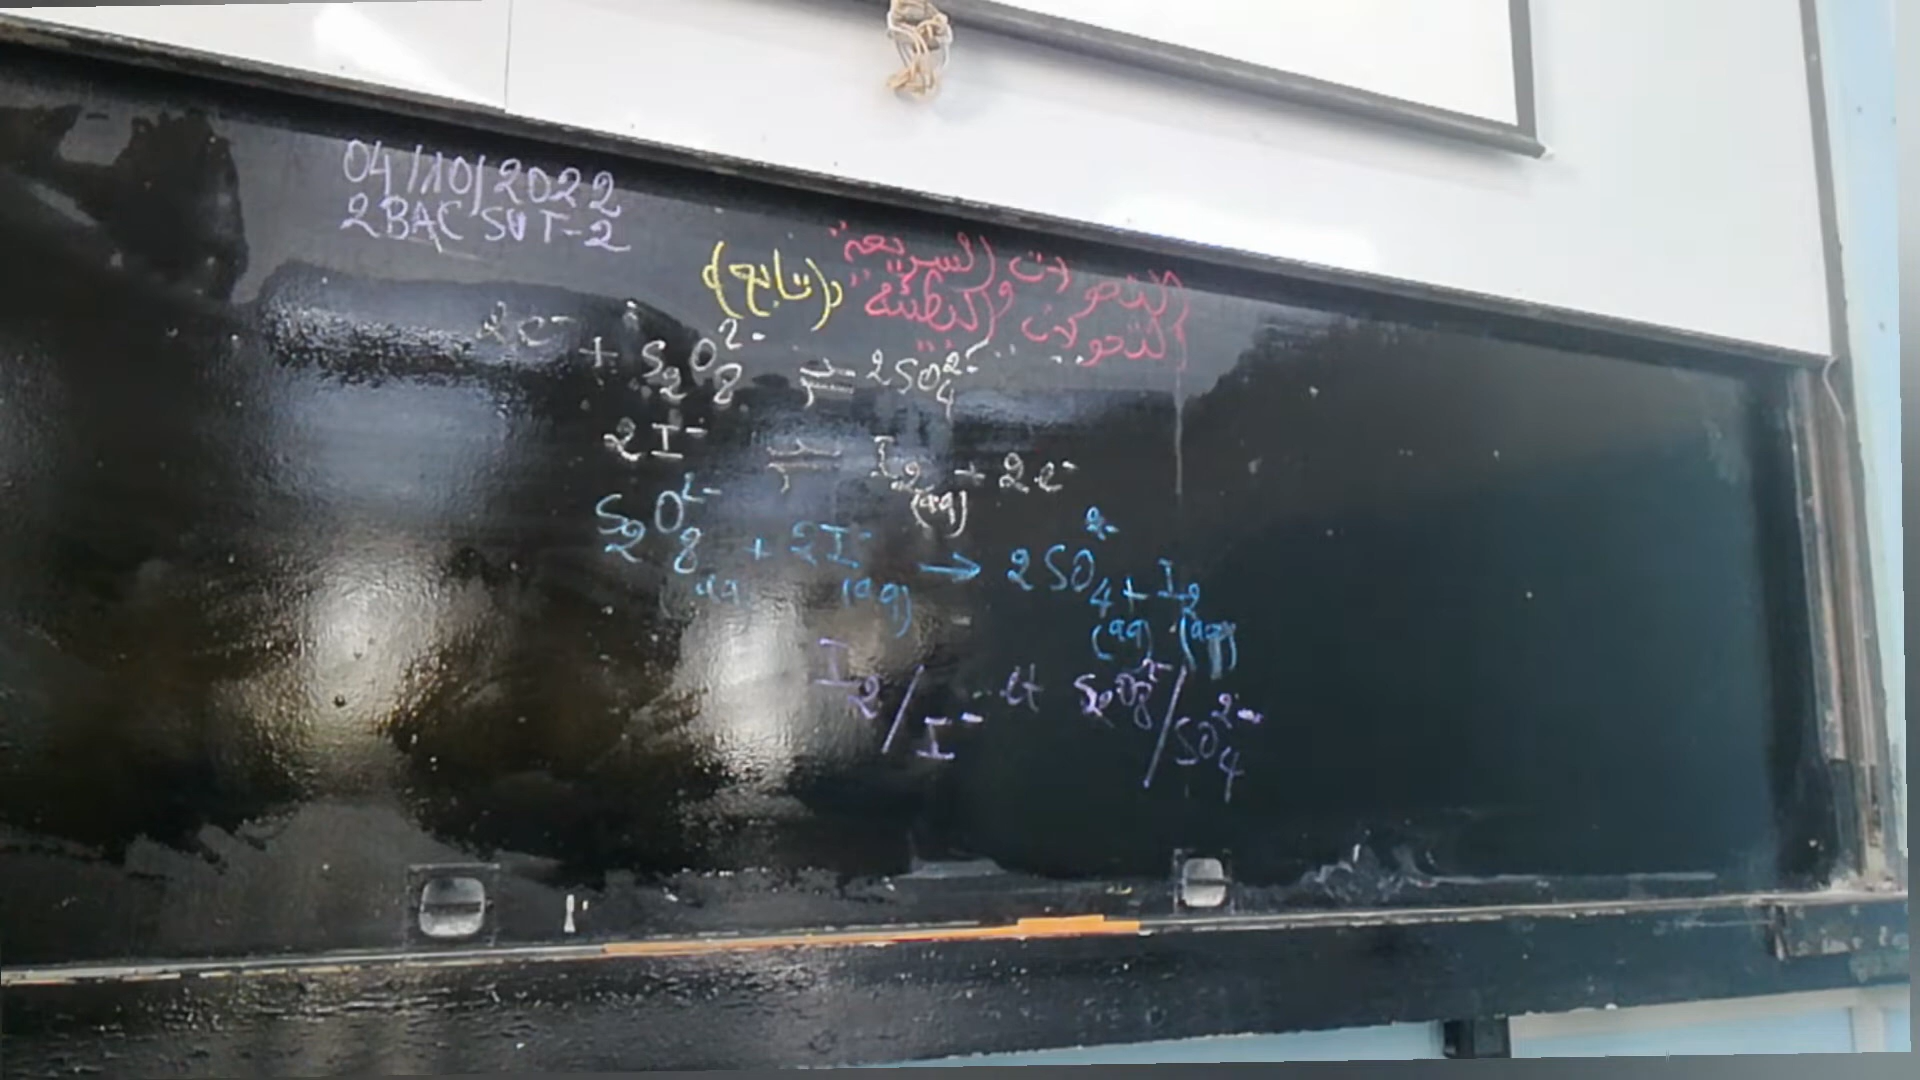 04/10/2022
2BAC SVT-2
التحولات السريعة
و التحولات البطيئة (تابع)
2e⁻ + S₂O₈²⁻ ⇌ 2SO₄²⁻
2I⁻ ⇌ I₂(aq) + 2e⁻
S₂O₈²⁻(aq) + 2I⁻(aq) → 2SO₄²⁻(aq) + I₂(aq)
I₂/I⁻ et S₂O₈²⁻/SO₄²⁻